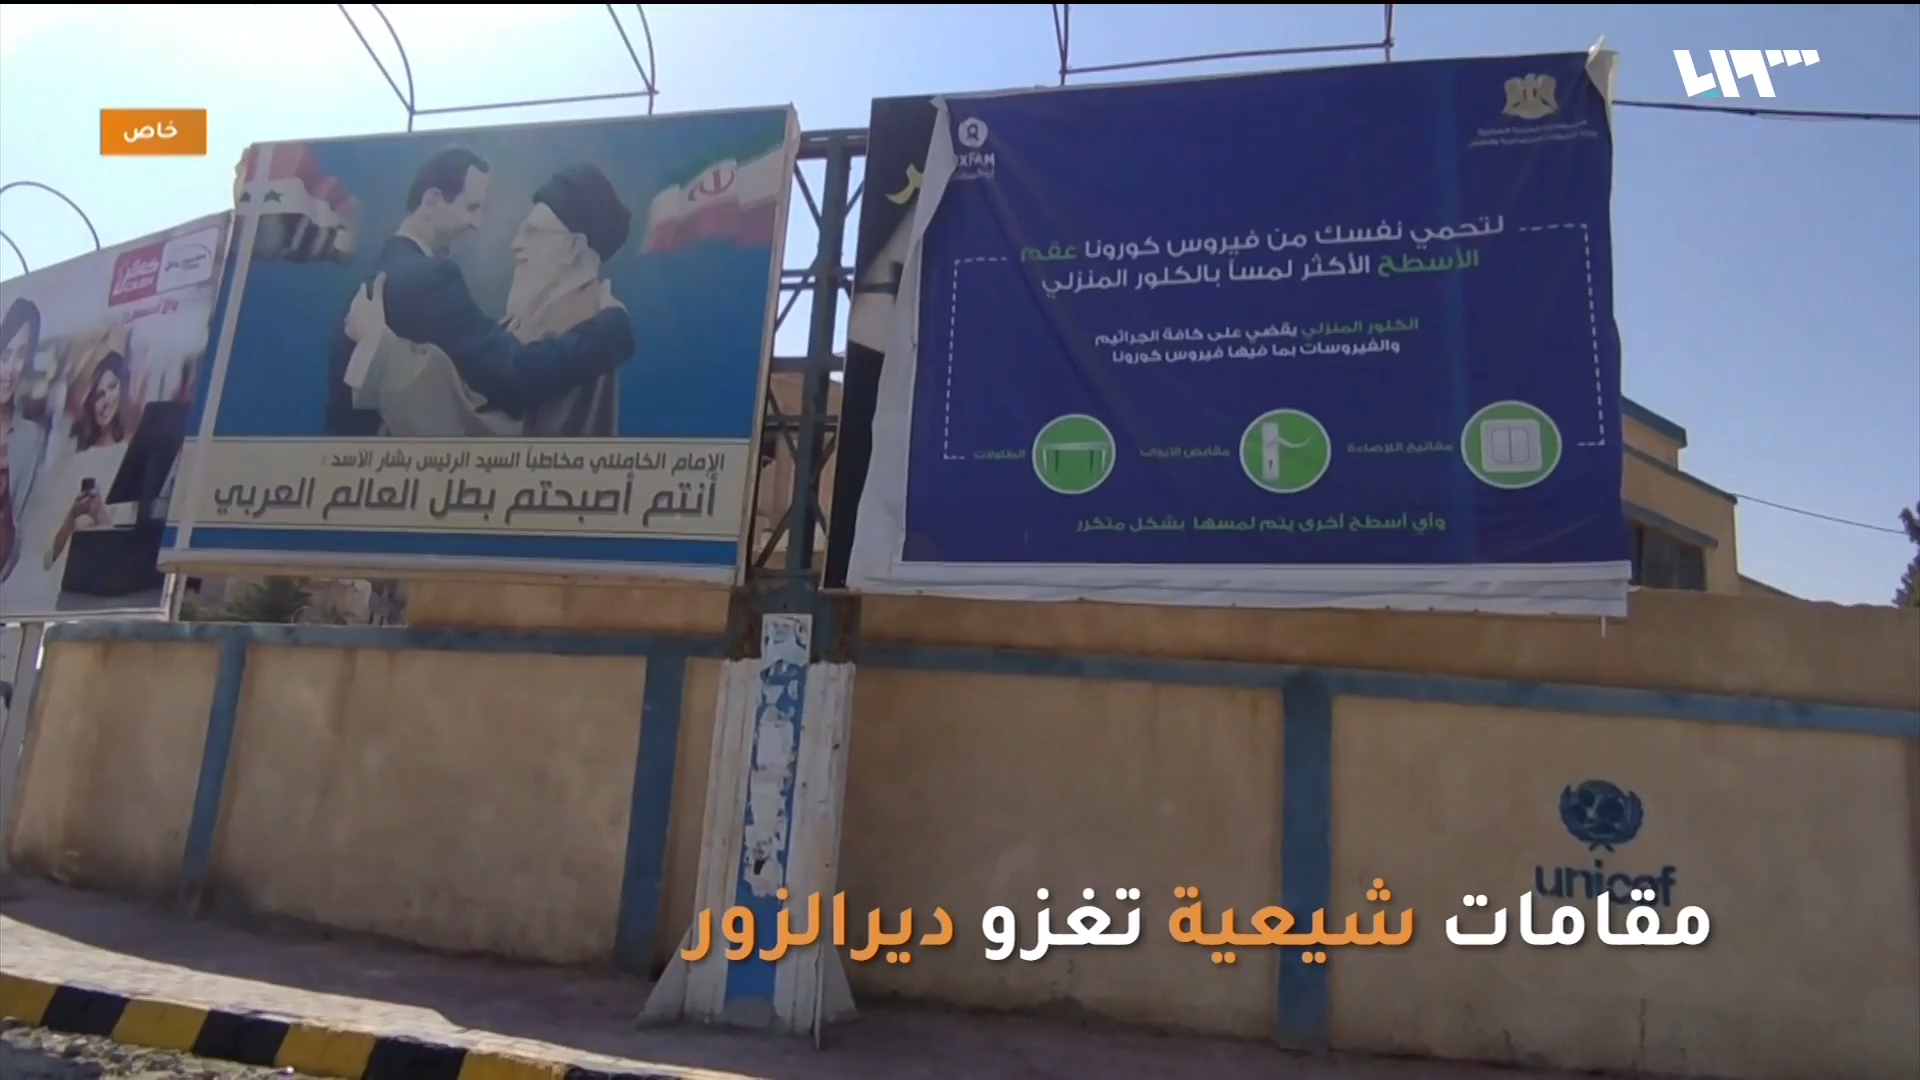 خاص
OXFAM
لتحمي نفسك من فيروس كورونا عقم
الأسطح الأكثر لمساً بالكلور المنزلي
الكلور المنزلي يقضي على كافة الجراثيم
والفيروسات بما فيها فيروس كورونا
مفاتيح الإضاءة
مقابض الأبواب
الطاولات
وأي أسطح أخرى يتم لمسها بشكل متكرر
الإمام الخامنئي مخاطباً السيد الرئيس بشار الأسد :
أنتم أصبحتم بطل العالم العربي
unicef
مقامات شيعية تغزو ديرالزور